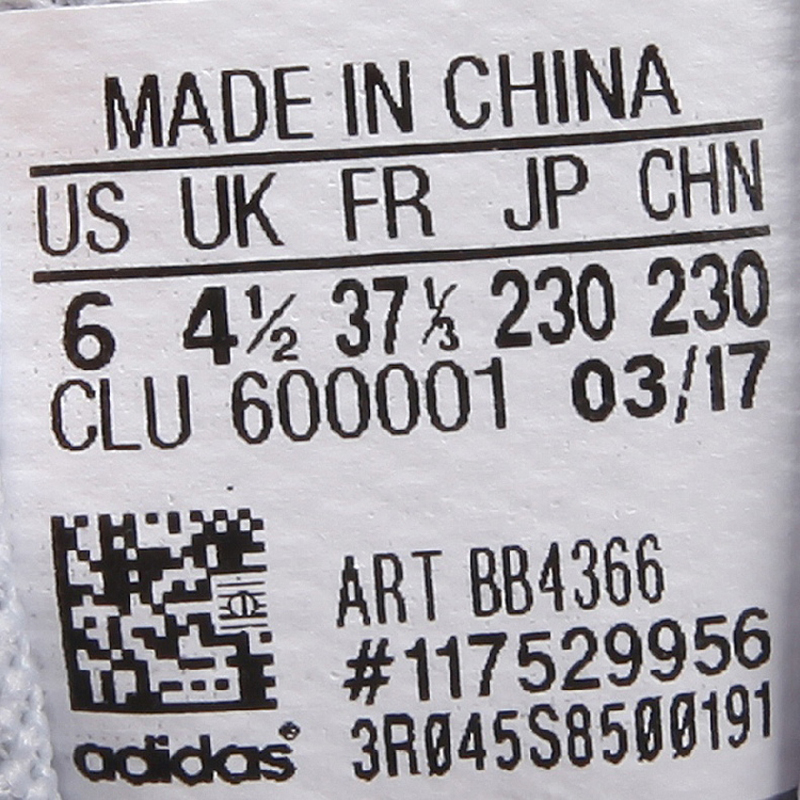 MADE IN CHINA
US UK FR JP CHN
6 4½ 37⅓ 230 230
CLU 600001 03/17
ART BB4366
#117529956
adidas® 3R045S8500191